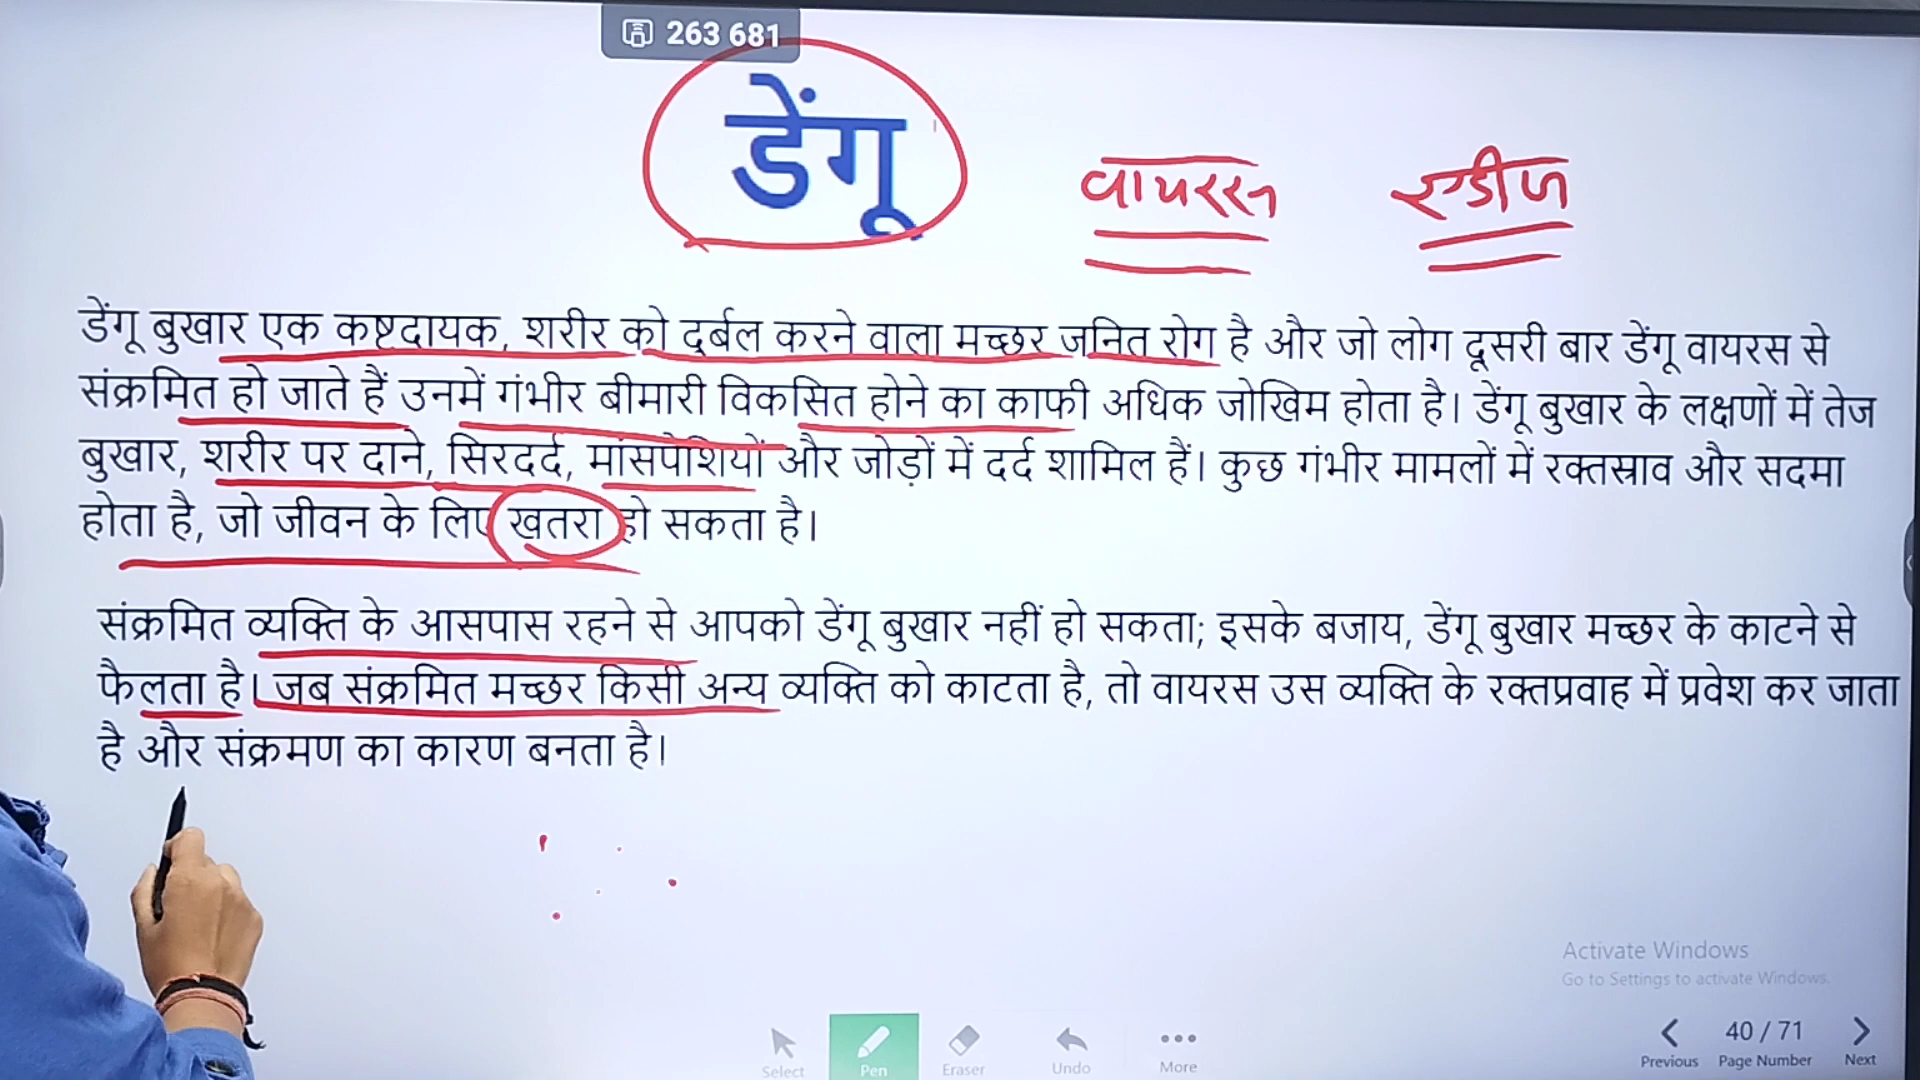 263 681
डेंगू
वायरस एडीज
डेंगू बुखार एक कष्टदायक, शरीर को दुर्बल करने वाला मच्छर जनित रोग है और जो लोग दूसरी बार डेंगू वायरस से
संक्रमित हो जाते हैं उनमें गंभीर बीमारी विकसित होने का काफी अधिक जोखिम होता है। डेंगू बुखार के लक्षणों में तेज
बुखार, शरीर पर दाने, सिरदर्द, मांसपेशियों और जोड़ों में दर्द शामिल हैं। कुछ गंभीर मामलों में रक्तस्राव और सदमा
होता है, जो जीवन के लिए खतरा हो सकता है।
संक्रमित व्यक्ति के आसपास रहने से आपको डेंगू बुखार नहीं हो सकता; इसके बजाय, डेंगू बुखार मच्छर के काटने से
फैलता है। जब संक्रमित मच्छर किसी अन्य व्यक्ति को काटता है, तो वायरस उस व्यक्ति के रक्तप्रवाह में प्रवेश कर जाता
है और संक्रमण का कारण बनता है।
Activate Windows
Go to Settings to activate Windows.
Select Pen Eraser Undo More
40 / 71
Previous Page Number Next